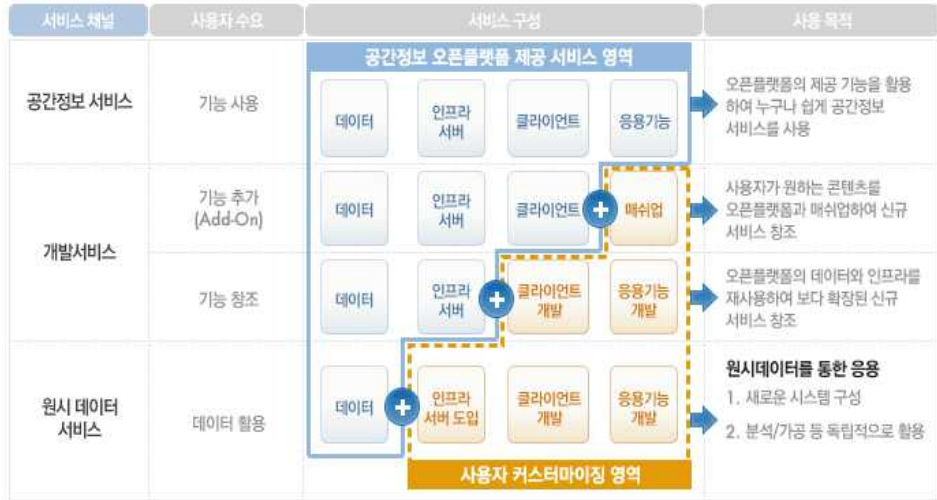 서비스 채널 사용자 수요 서비스 구성 사용 목적
공간정보 오픈플랫폼 제공 서비스 영역
공간정보 서비스
기능 사용
데이터
인프라
서버
클라이언트
응용기능
오픈플랫폼의 제공 기능을 활용
하여 누구나 쉽게 공간정보
서비스를 사용
개발서비스
기능 추가
(Add-On)
데이터
인프라
서버
클라이언트
+
매쉬업
사용자가 원하는 콘텐츠를
오픈플랫폼과 매쉬업하여 신규
서비스 창조
기능 창조
데이터
인프라
서버
+
클라이언트
개발
응용기능
개발
오픈플랫폼의 데이터와 인프라를
재사용하여 보다 확장된 신규
서비스 창조
원시 데이터
서비스
데이터 활용
데이터
+
인프라
서버 도입
클라이언트
개발
응용기능
개발
원시데이터를 통한 응용
1. 새로운 시스템 구성
2. 분석/가공 등 독립적으로 활용
사용자 커스터마이징 영역